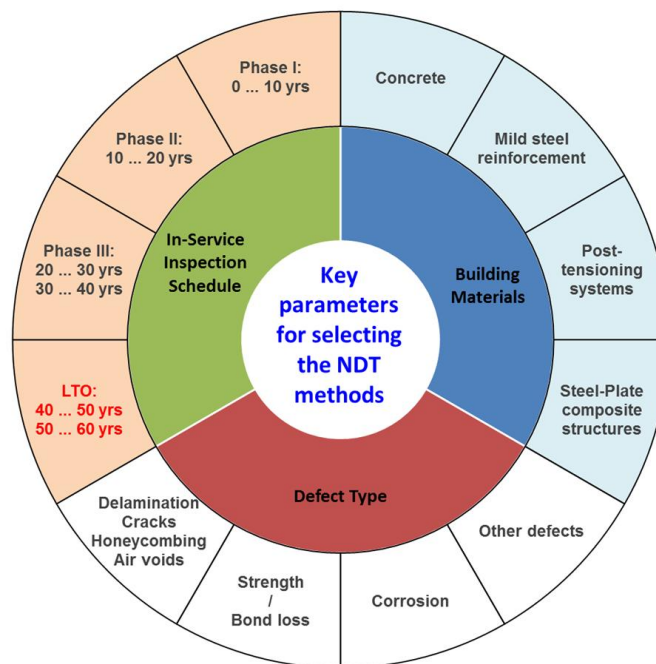 Key
parameters
for selecting
the NDT
methods
In-Service
Inspection
Schedule
Phase I:
0 ... 10 yrs
Phase II:
10 ... 20 yrs
Phase III:
20 ... 30 yrs
30 ... 40 yrs
LTO:
40 ... 50 yrs
50 ... 60 yrs
Building
Materials
Concrete
Mild steel
reinforcement
Post-
tensioning
systems
Steel-Plate
composite
structures
Defect Type
Delamination
Cracks
Honeycombing
Air voids
Strength
/
Bond loss
Corrosion
Other defects